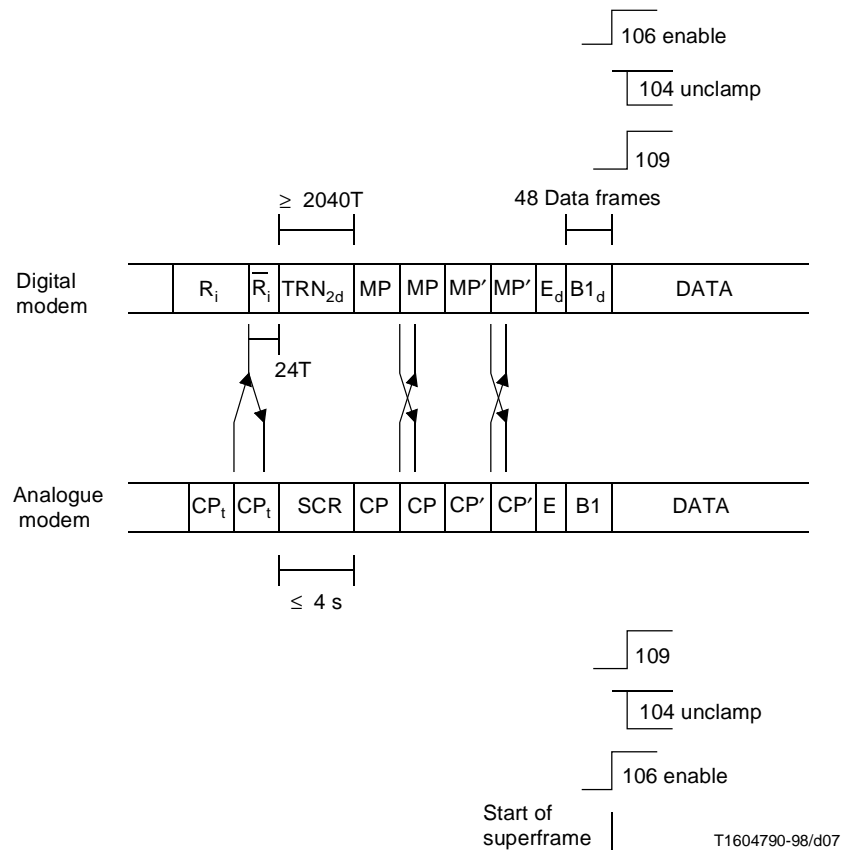 106 enable
104 unclamp
109
≥ 2040T
48 Data frames
Digital
modem
R_i R̅_i TRN_2d MP MP MP′ MP′ E_d B1_d DATA
24T
Analogue
modem
CP_t CP_t SCR CP CP CP′ CP′ E B1 DATA
≤ 4 s
109
104 unclamp
106 enable
Start of
superframe
T1604790-98/d07